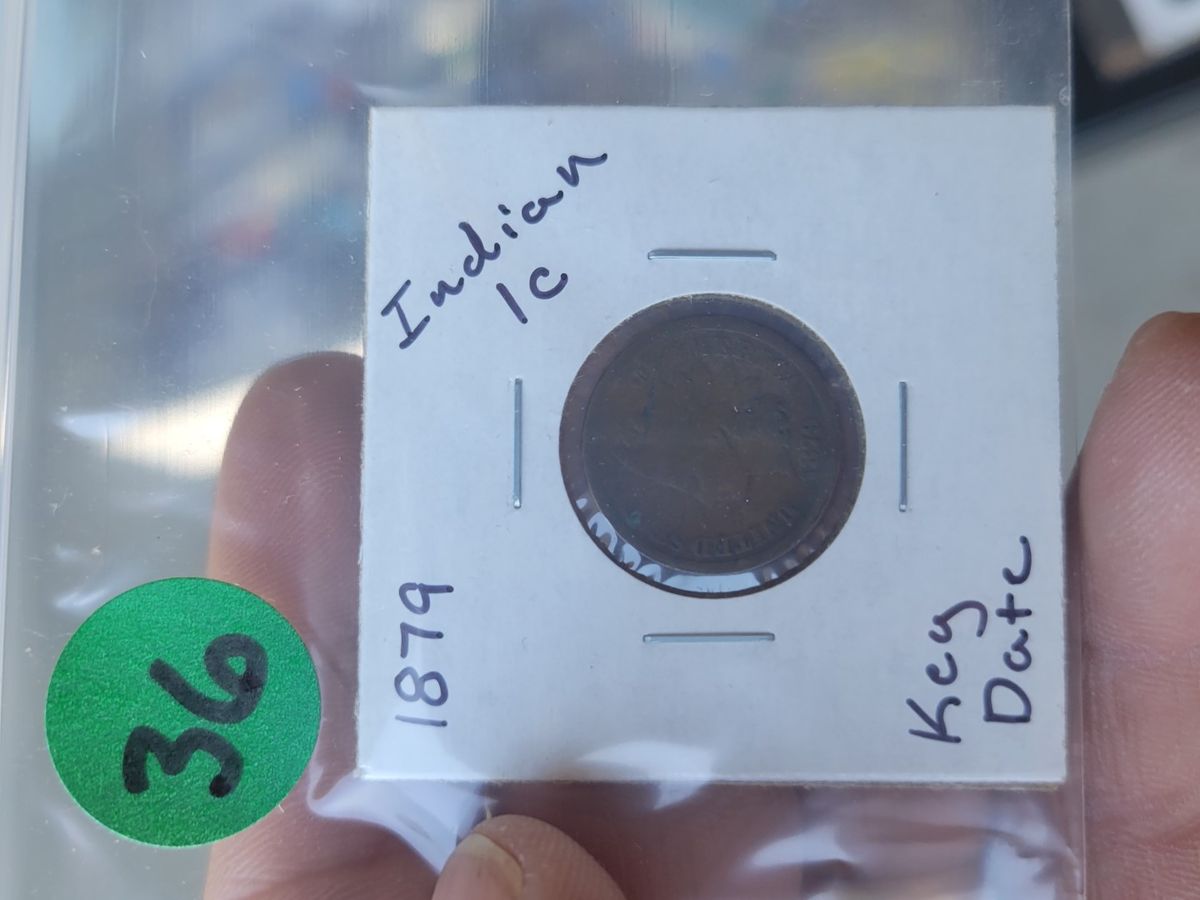 Indian
1c
1879
Key
Date
36